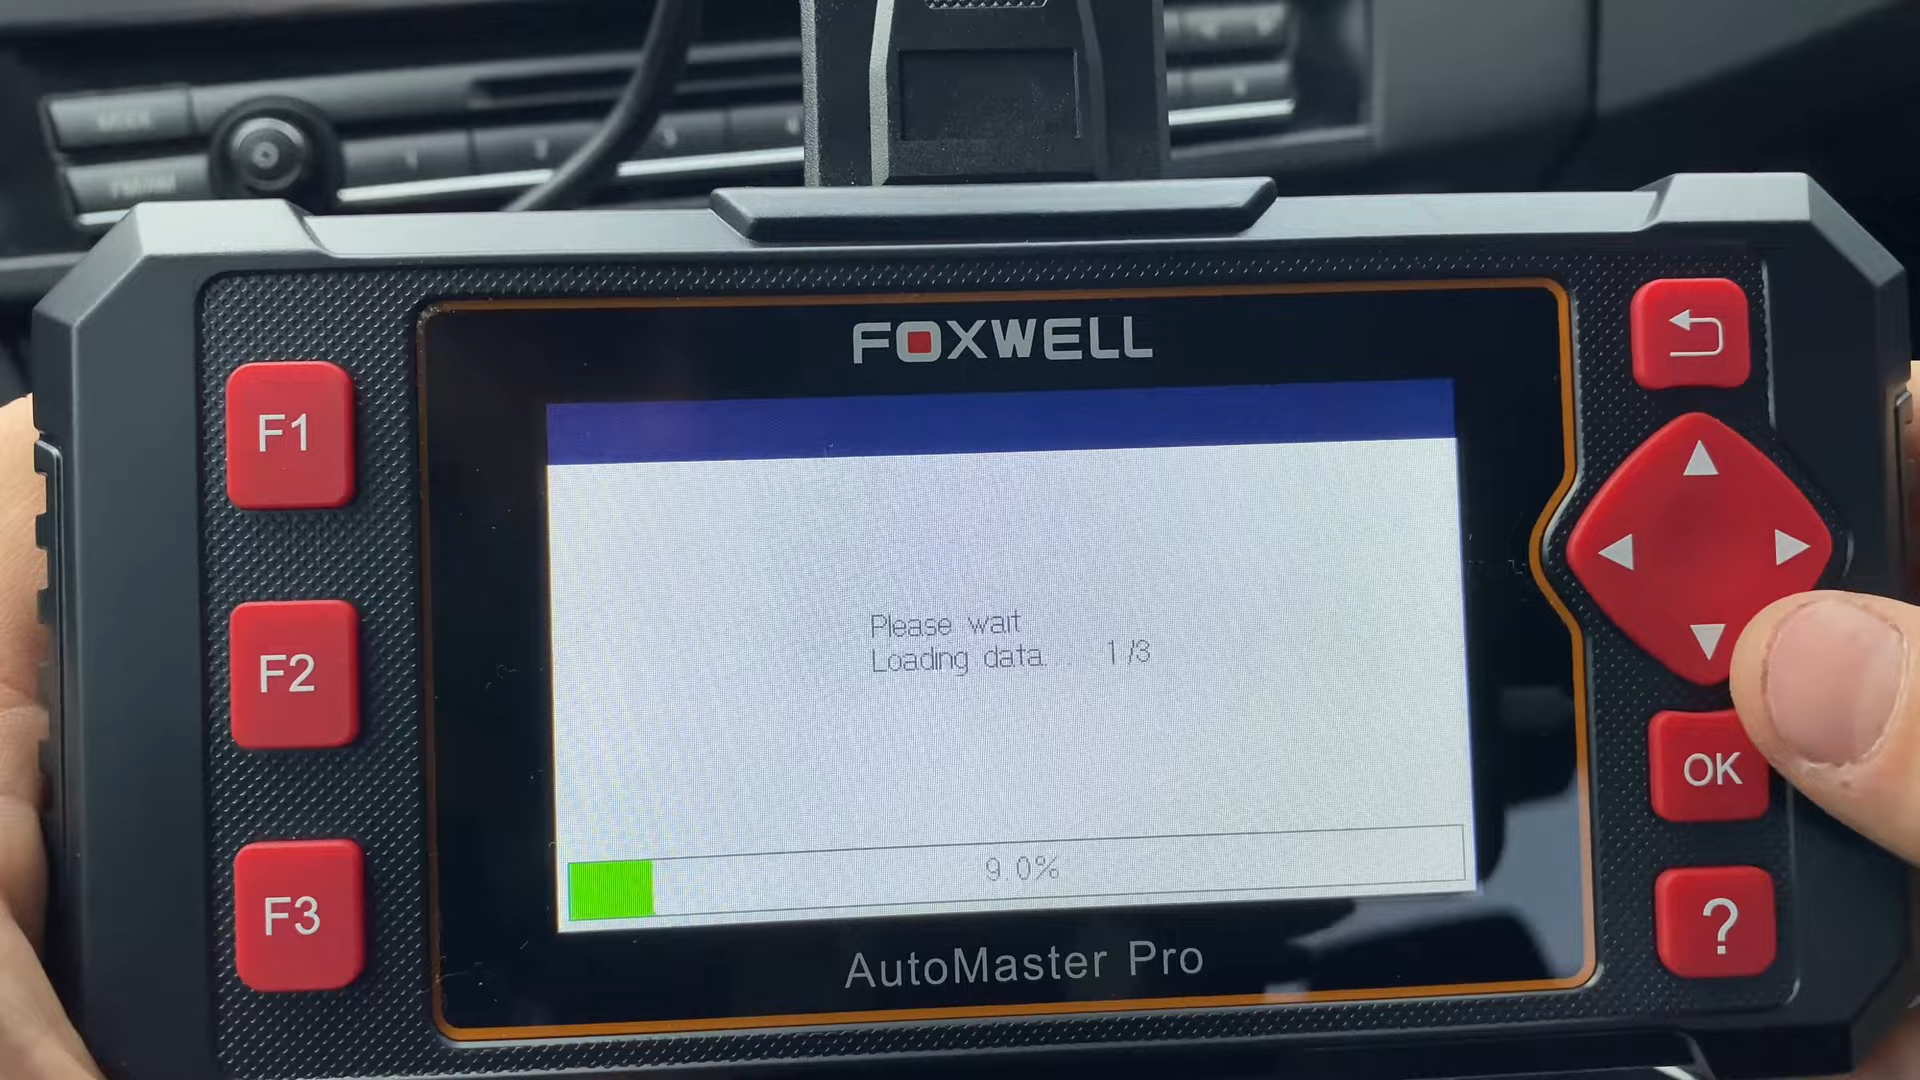 FOXWELL
F1
F2
F3
Please wait
Loading data. 1/3
9.0%
OK
?
AutoMaster Pro